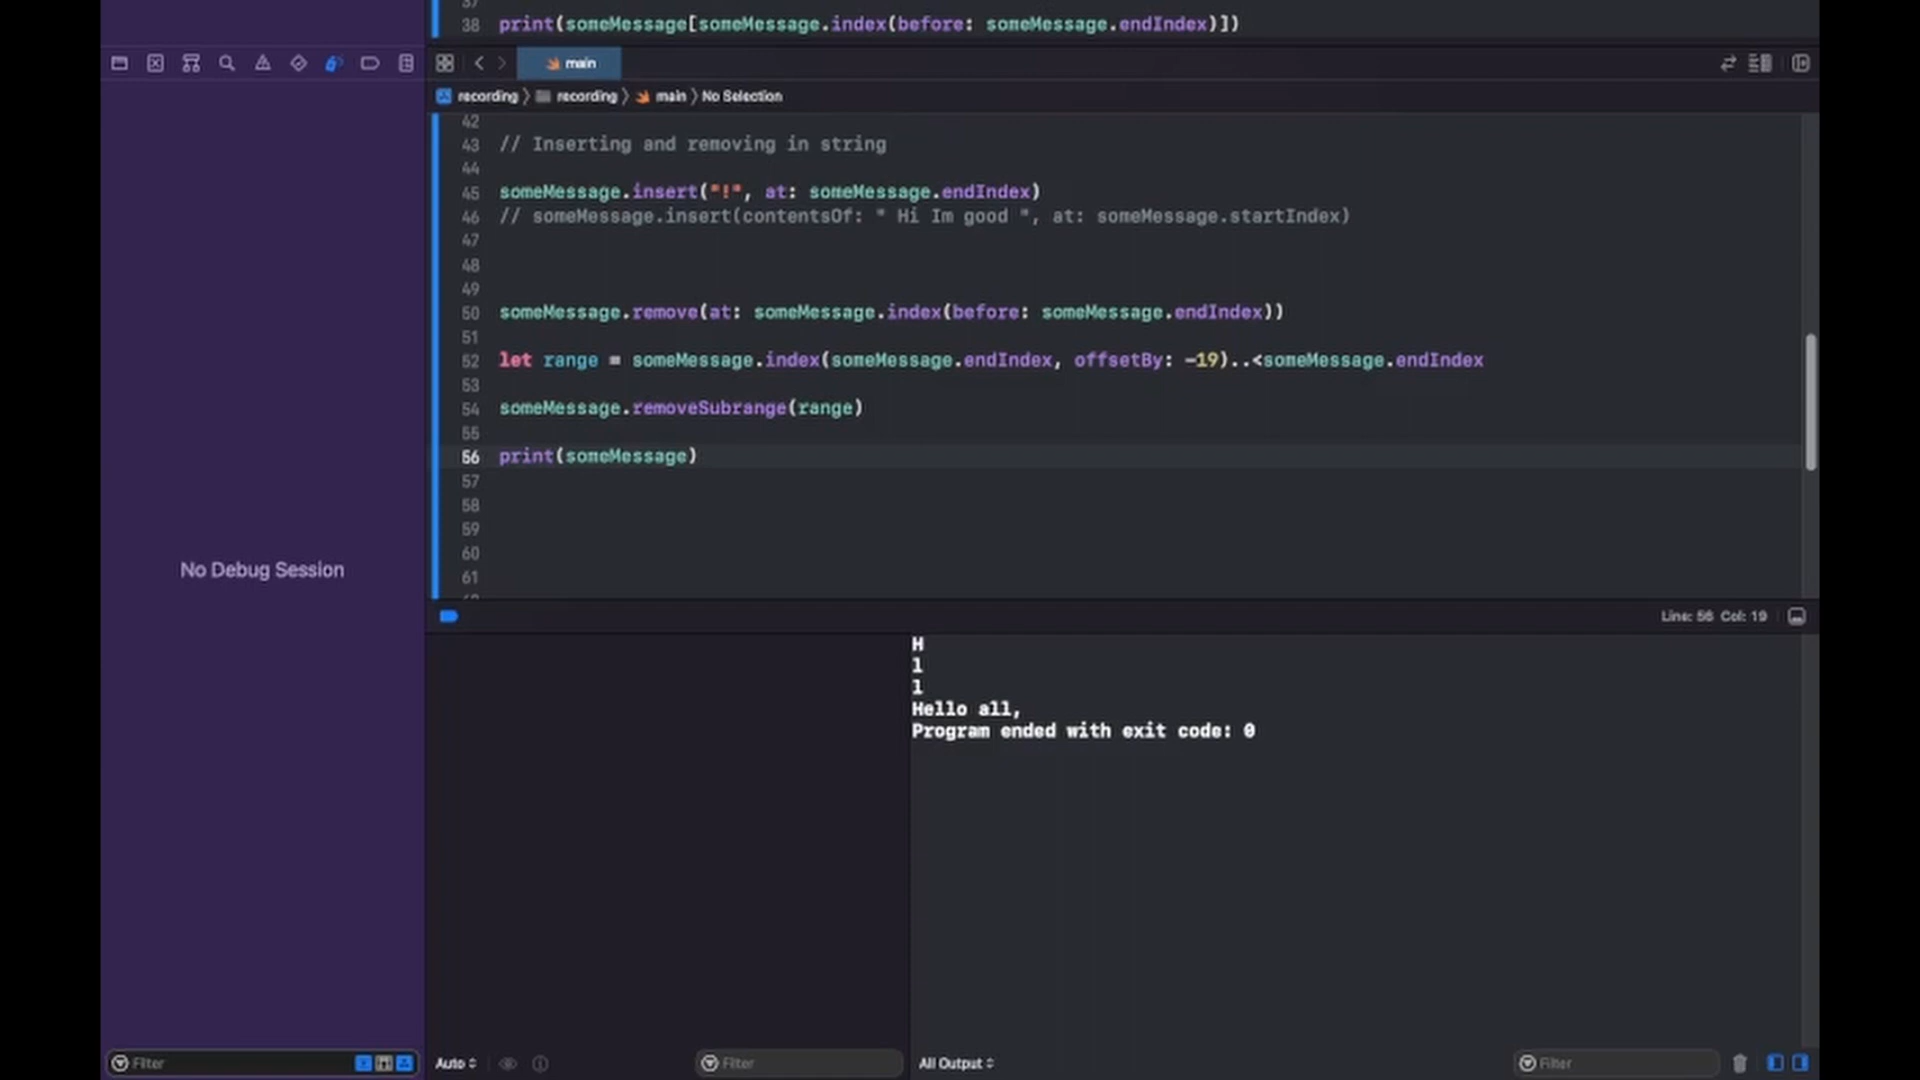 37
38 print(someMessage[someMessage.index(before: someMessage.endIndex)])
main
recording 〉 recording 〉 main 〉 No Selection
42
43 // Inserting and removing in string
44
45 someMessage.insert("!", at: someMessage.endIndex)
46 // someMessage.insert(contentsOf: " Hi Im good ", at: someMessage.startIndex)
47
48
49
50 someMessage.remove(at: someMessage.index(before: someMessage.endIndex))
51
52 let range = someMessage.index(someMessage.endIndex, offsetBy: -19)..<someMessage.endIndex
53
54 someMessage.removeSubrange(range)
55
56 print(someMessage)
57
58
59
60
61
No Debug Session
Line: 56 Col: 19
H
l
l
Hello all,
Program ended with exit code: 0
Filter
Auto
Filter
All Output
Filter